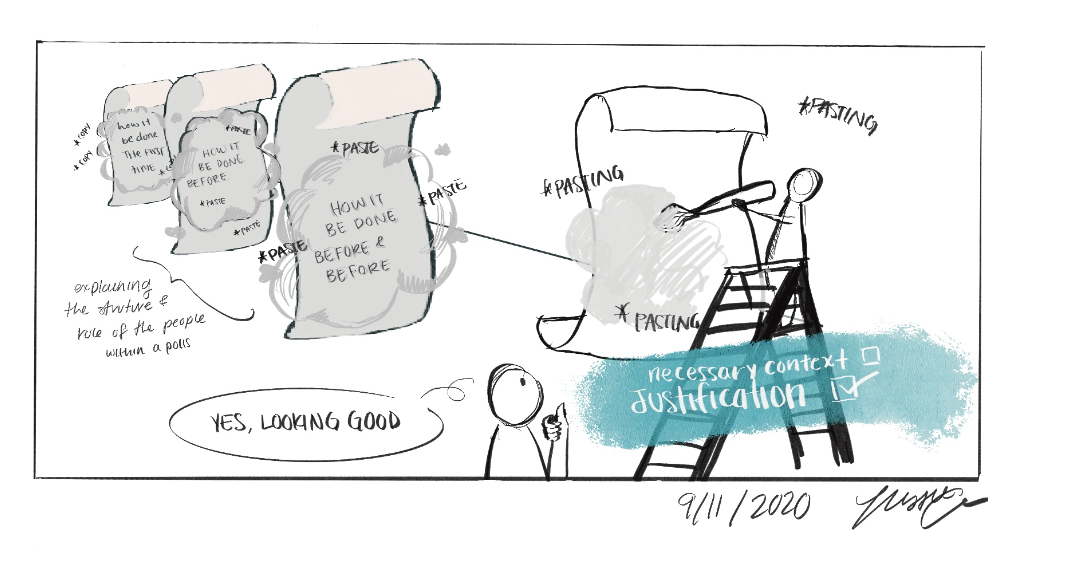 *COPY
*COPY
how it
be done
THE FIRST
TIME
*PASTE
HOW IT
BE DONE
BEFORE
*PASTE
*PASTE
*PASTE
*PASTE
*PASTE
HOW IT
BE DONE
BEFORE &
BEFORE
*PASTING
*PASTING
*PASTING
explaining
the &
role of the people
within a polis
YES, LOOKING GOOD
necessary context
Justification
9/11/2020